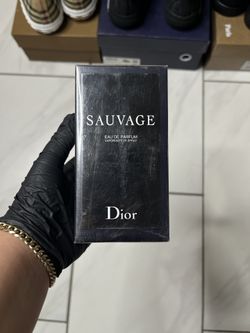 SAUVAGE
EAU DE PARFUM
VAPORISATEUR SPRAY
Dior